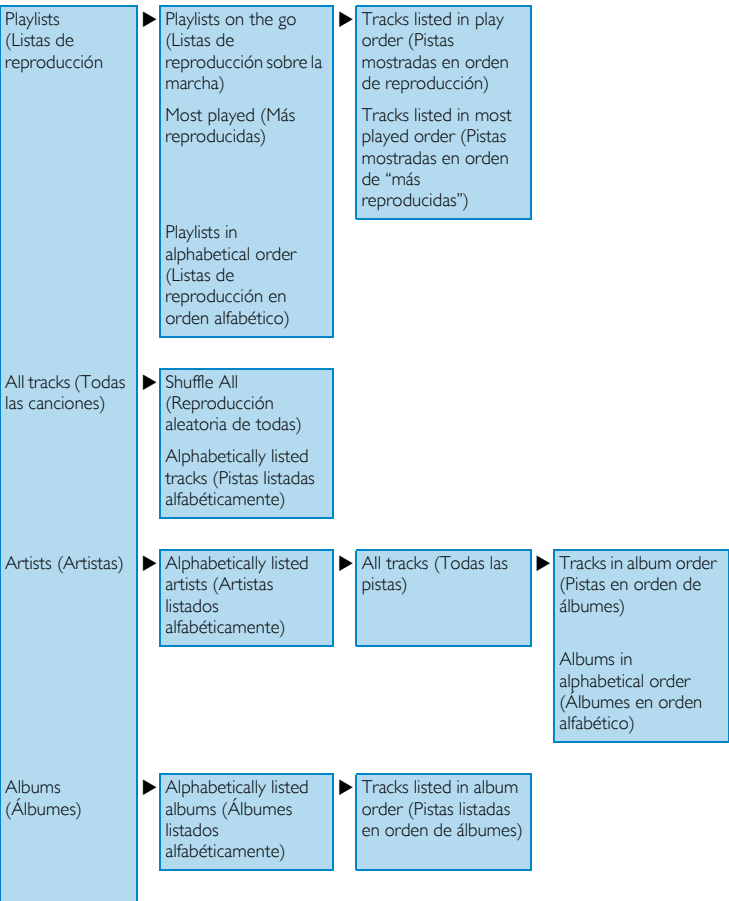 Playlists
(Listas de
reproducción
Playlists on the go
(Listas de
reproducción sobre la
marcha)
Most played (Más
reproducidas)
Playlists in
alphabetical order
(Listas de
reproducción en
orden alfabético)
Tracks listed in play
order (Pistas
mostradas en orden
de reproducción)
Tracks listed in most
played order (Pistas
mostradas en orden
de “más
reproducidas”)
All tracks (Todas
las canciones)
Shuffle All
(Reproducción
aleatoria de todas)
Alphabetically listed
tracks (Pistas listadas
alfabéticamente)
Artists (Artistas)
Alphabetically listed
artists (Artistas
listados
alfabéticamente)
All tracks (Todas las
pistas)
Tracks in album order
(Pistas en orden de
álbumes)
Albums in
alphabetical order
(Álbumes en orden
alfabético)
Albums
(Álbumes)
Alphabetically listed
albums (Álbumes
listados
alfabéticamente)
Tracks listed in album
order (Pistas listadas
en orden de álbumes)